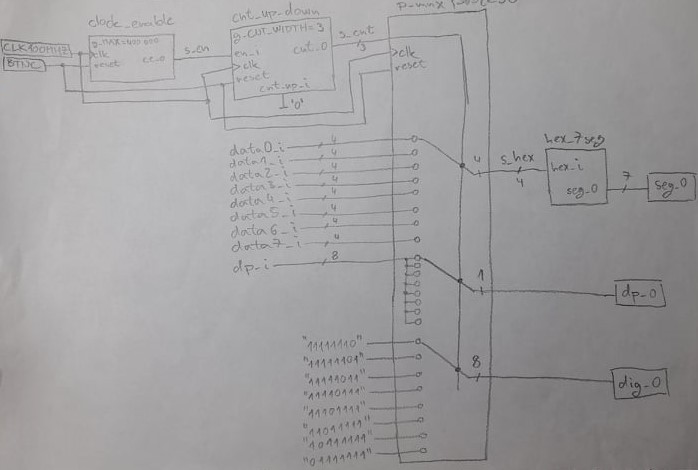 clock_enable
cnt_up_down
CLK100MHZ
BTNC
g_MAX=400 000
clk
reset
ce_o
s_en
g_CNT_WIDTH=3
en_i
cnt_o
clk
reset
cnt_up_i
'0'
s_cnt
3
clk
reset
data0_i 4
data1_i 4
data2_i 4
data3_i 4
data4_i 4
data5_i 4
data6_i 4
data7_i 4
dp_i 8
4
s_hex
4
hex_7seg
hex_i
seg_o
7
seg_o
1
dp_o
8
dig_o
"11111110"
"11111101"
"11111011"
"11110111"
"11101111"
"11011111"
"10111111"
"01111111"